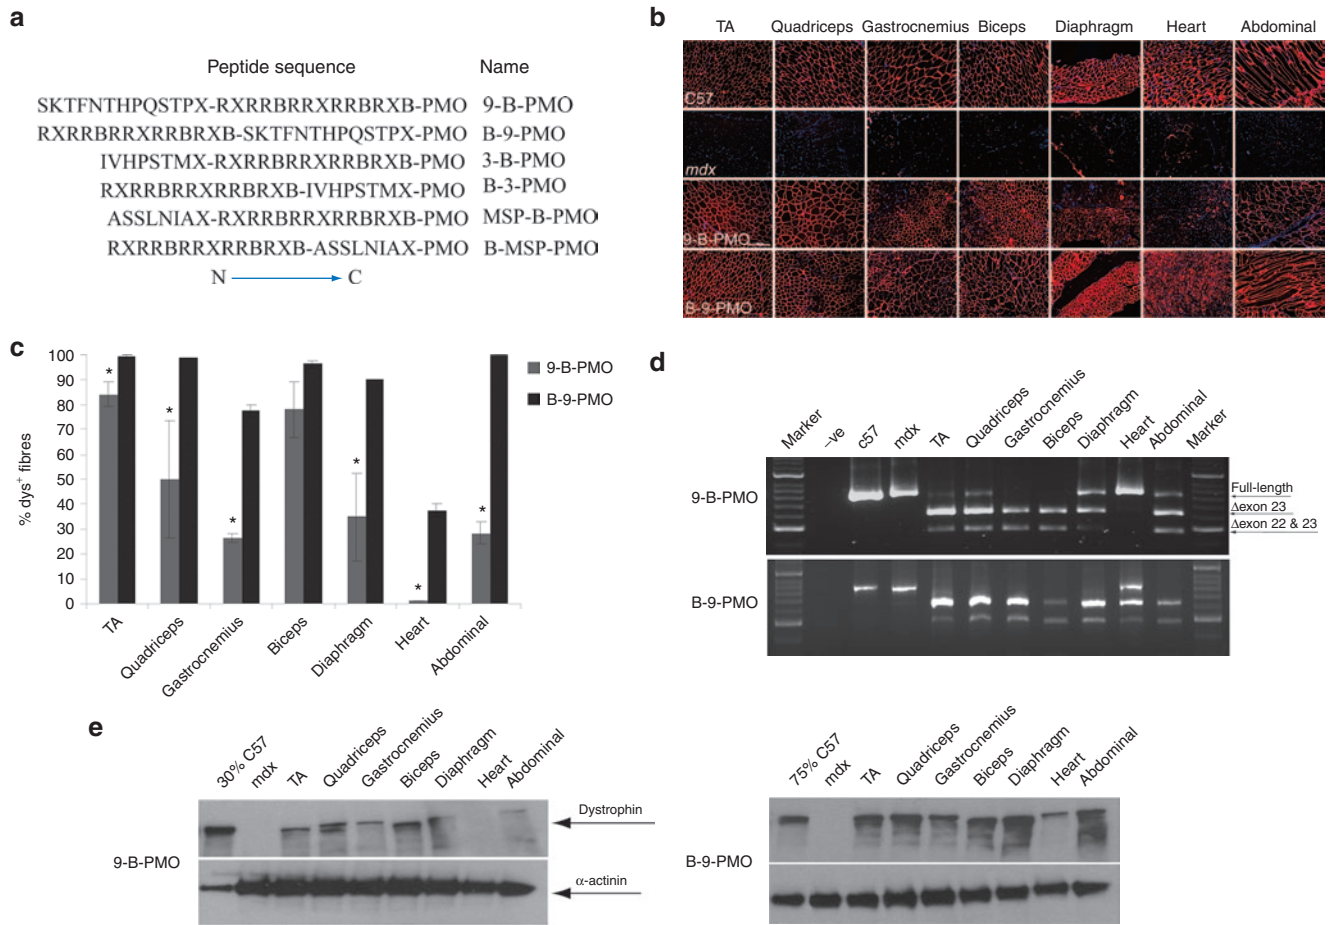 a
Peptide sequence Name
SKTFNTHPQSTPX-RXRRBRRXRRBRXB-PMO 9-B-PMO
RXRRBRRXRRBRXB-SKTFNTHPQSTPX-PMO B-9-PMO
IVHPSTMX-RXRRBRRXRRBRXB-PMO 3-B-PMO
RXRRBRRXRRBRXB-IVHPSTMX-PMO B-3-PMO
ASSLNIAX-RXRRBRRXRRBRXB-PMO MSP-B-PMO
RXRRBRRXRRBRXB-ASSLNIAX-PMO B-MSP-PMO
N C
b
TA Quadriceps Gastrocnemius Biceps Diaphragm Heart Abdominal
C57
mdx
9-B-PMO
B-9-PMO
c
% dys+ fibres
100
90
80
70
60
50
40
30
20
10
0
* * * * * *
TA Quadriceps Gastrocnemius Biceps Diaphragm Heart Abdominal
9-B-PMO
B-9-PMO
d
Marker –ve c57 mdx TA Quadriceps Gastrocnemius Biceps Diaphragm Heart Abdominal Marker
9-B-PMO
Full-length
Δexon 23
Δexon 22 & 23
B-9-PMO
e
30% C57 mdx TA Quadriceps Gastrocnemius Biceps Diaphragm Heart Abdominal
9-B-PMO
Dystrophin
α-actinin
75% C57 mdx TA Quadriceps Gastrocnemius Biceps Diaphragm Heart Abdominal
B-9-PMO